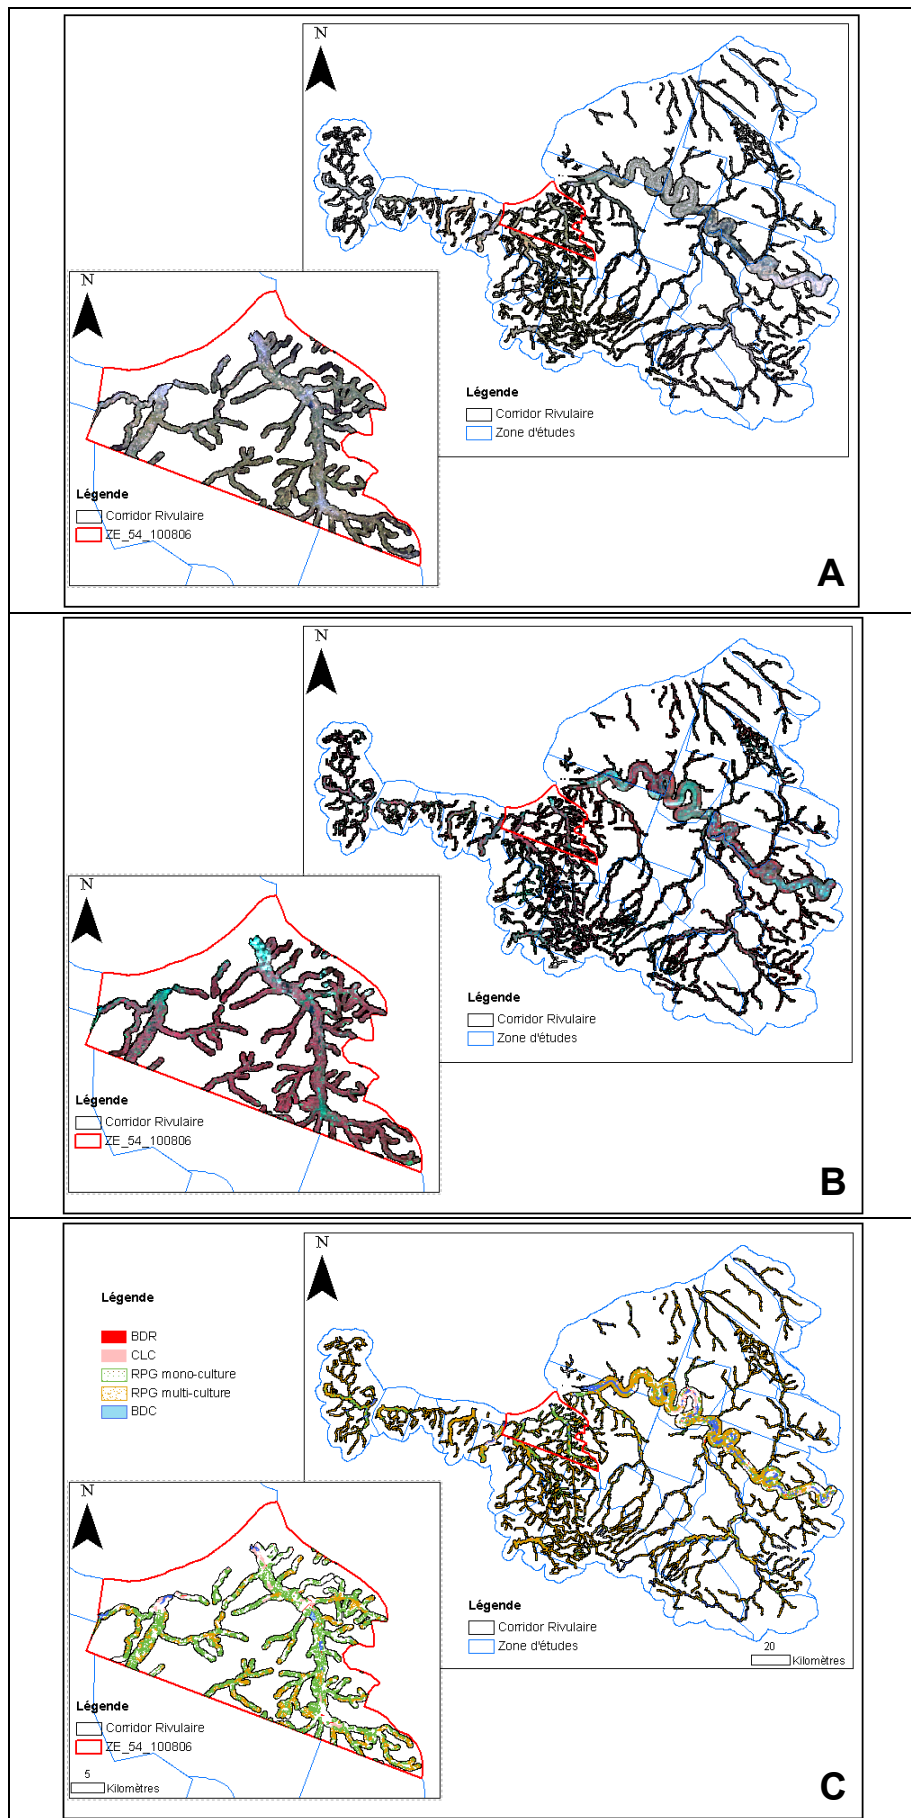 N
Légende
Corridor Rivulaire
Zone d'études
N
Légende
Corridor Rivulaire
ZE_54_100806
A
N
Légende
Corridor Rivulaire
Zone d'études
N
Légende
Corridor Rivulaire
ZE_54_100806
B
N
Légende
BDR
CLC
RPG mono-culture
RPG multi-culture
BDC
Légende
Corridor Rivulaire
Zone d'études
20
Kilomètres
N
Légende
Corridor Rivulaire
ZE_54_100806
5
Kilomètres
C